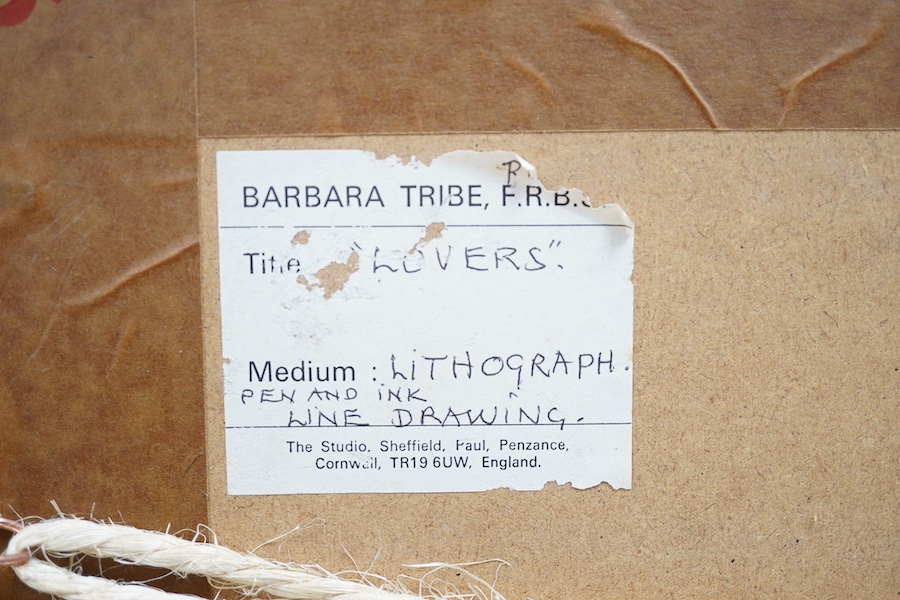 BARBARA TRIBE, F.R.B.S
Title "LOVERS".
Medium : LITHOGRAPH.
PEN AND INK
LINE DRAWING.
The Studio, Sheffield, Paul, Penzance,
Cornwall, TR19 6UW, England.